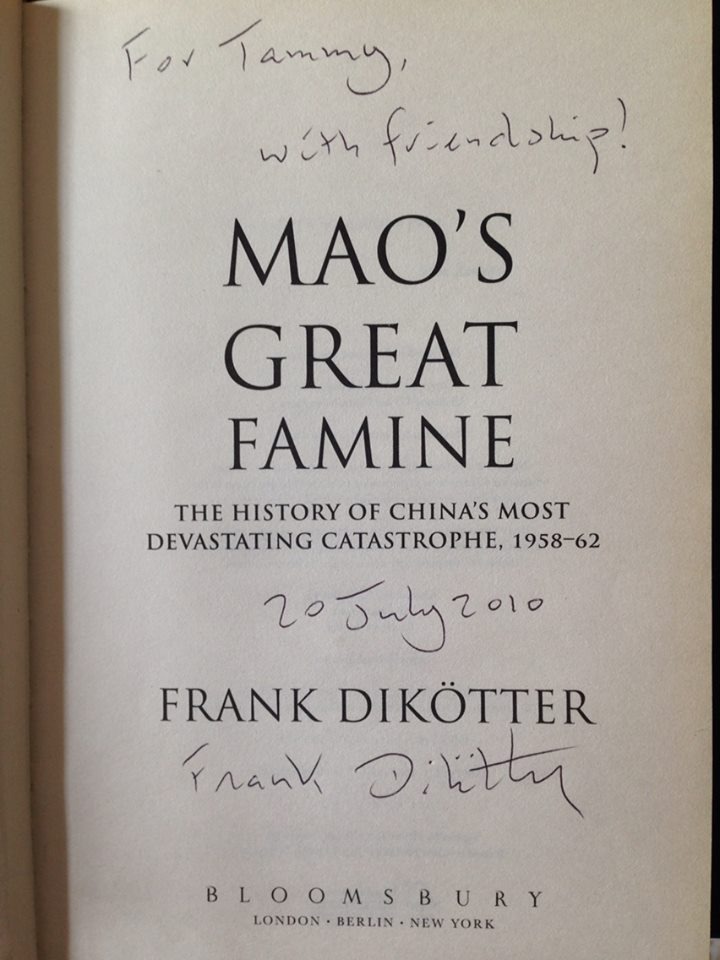 For Tammy,
with friendship!
MAO'S
GREAT
FAMINE
THE HISTORY OF CHINA'S MOST
DEVASTATING CATASTROPHE, 1958–62
20 July 2010
FRANK DIKÖTTER
Frank Dikötter
BLOOMSBURY
LONDON · BERLIN · NEW YORK